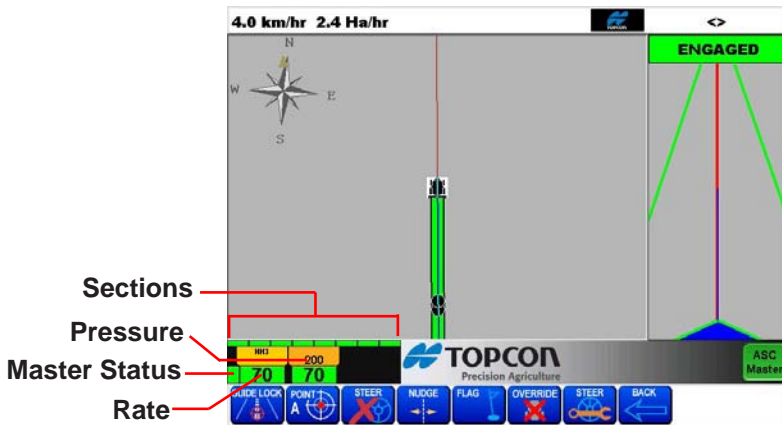 4.0 km/hr 2.4 Ha/hr
TOPCON
<>
N
W
E
S
ENGAGED
Sections
Pressure
Master Status
Rate
NH3
200
70 70
TOPCON
Precision Agriculture
ASC
Master
GUIDE LOCK
POINT
A
STEER
NUDGE
FLAG
OVERRIDE
STEER
BACK